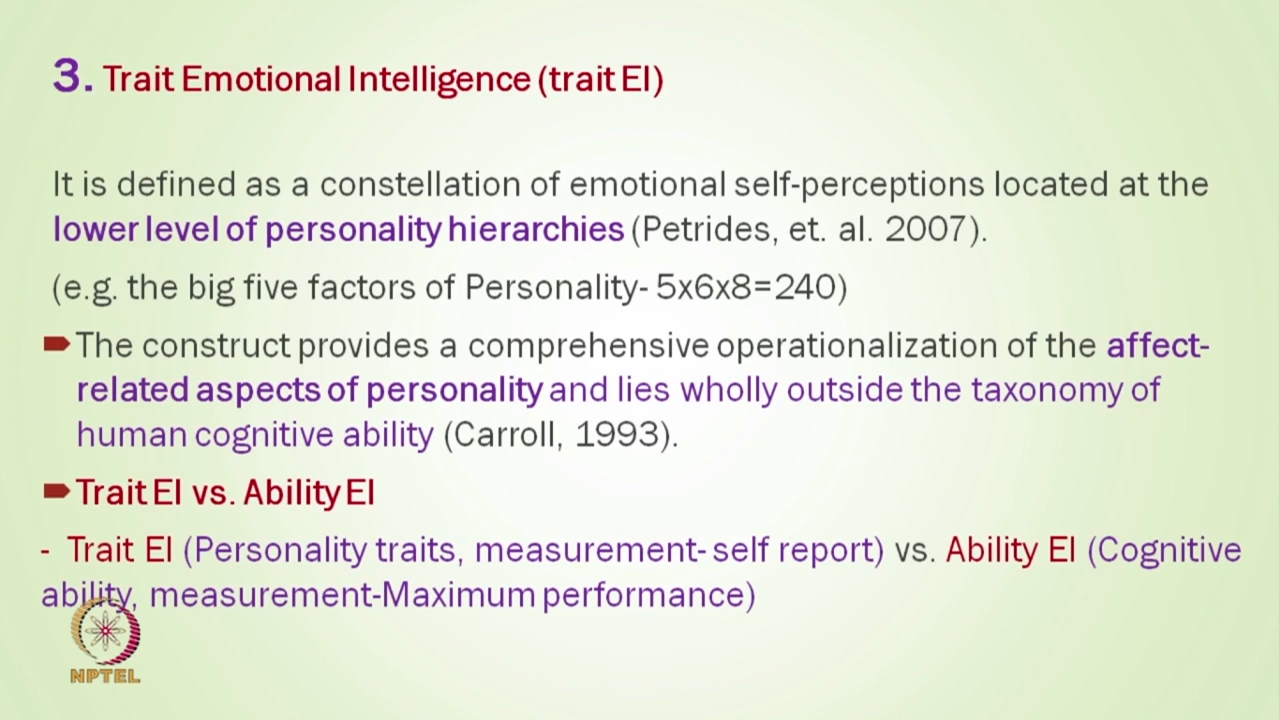 3. Trait Emotional Intelligence (trait EI)
It is defined as a constellation of emotional self-perceptions located at the
lower level of personality hierarchies (Petrides, et. al. 2007).
(e.g. the big five factors of Personality- 5x6x8=240)
The construct provides a comprehensive operationalization of the affect-
related aspects of personality and lies wholly outside the taxonomy of
human cognitive ability (Carroll, 1993).
Trait EI vs. Ability EI
- Trait EI (Personality traits, measurement- self report) vs. Ability EI (Cognitive
ability, measurement-Maximum performance)
NPTEL